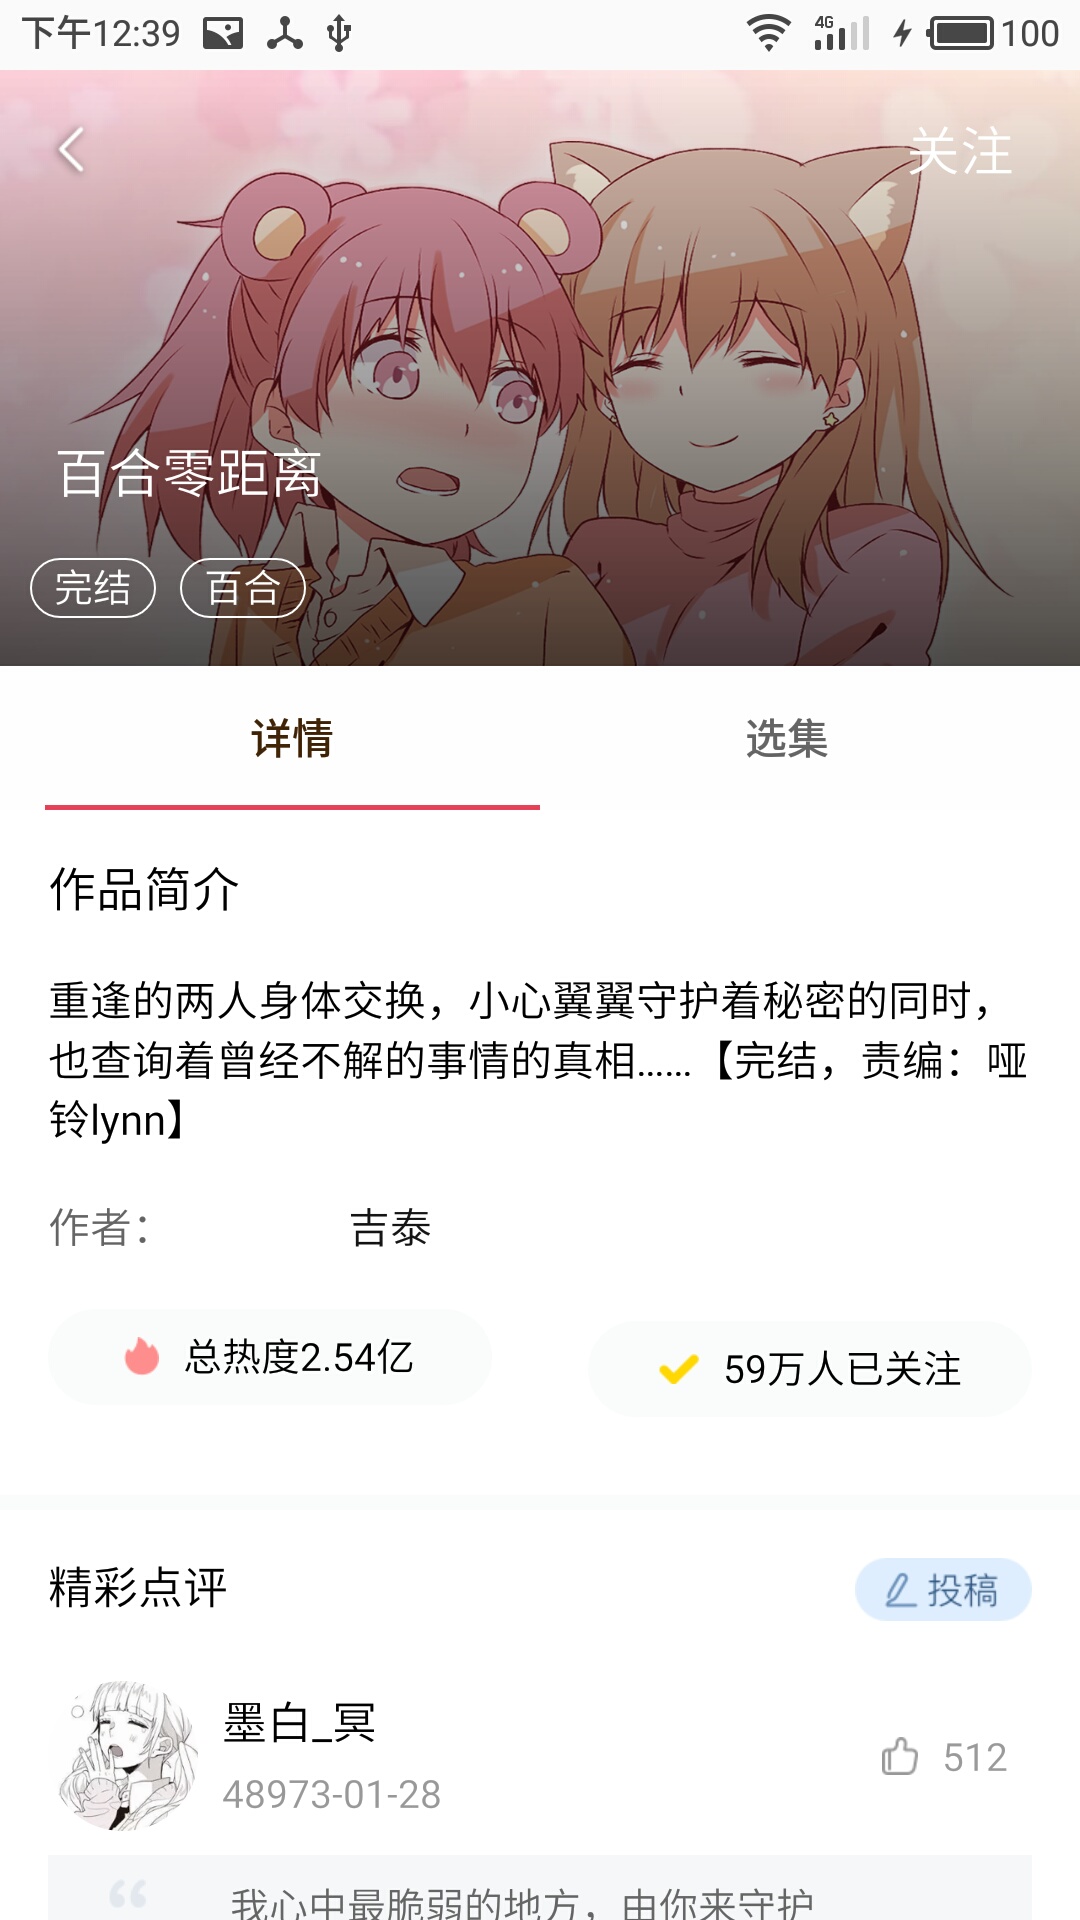 下午12:39
4G
100
关注
百合零距离
完结
百合
详情
选集
作品简介
重逢的两人身体交换，小心翼翼守护着秘密的同时，
也查询着曾经不解的事情的真相......【完结，责编：哑
铃lynn】
作者：
吉泰
总热度2.54亿
59万人已关注
精彩点评
投稿
墨白_冥
512
48973-01-28
我心中最脆弱的地方，由你来守护